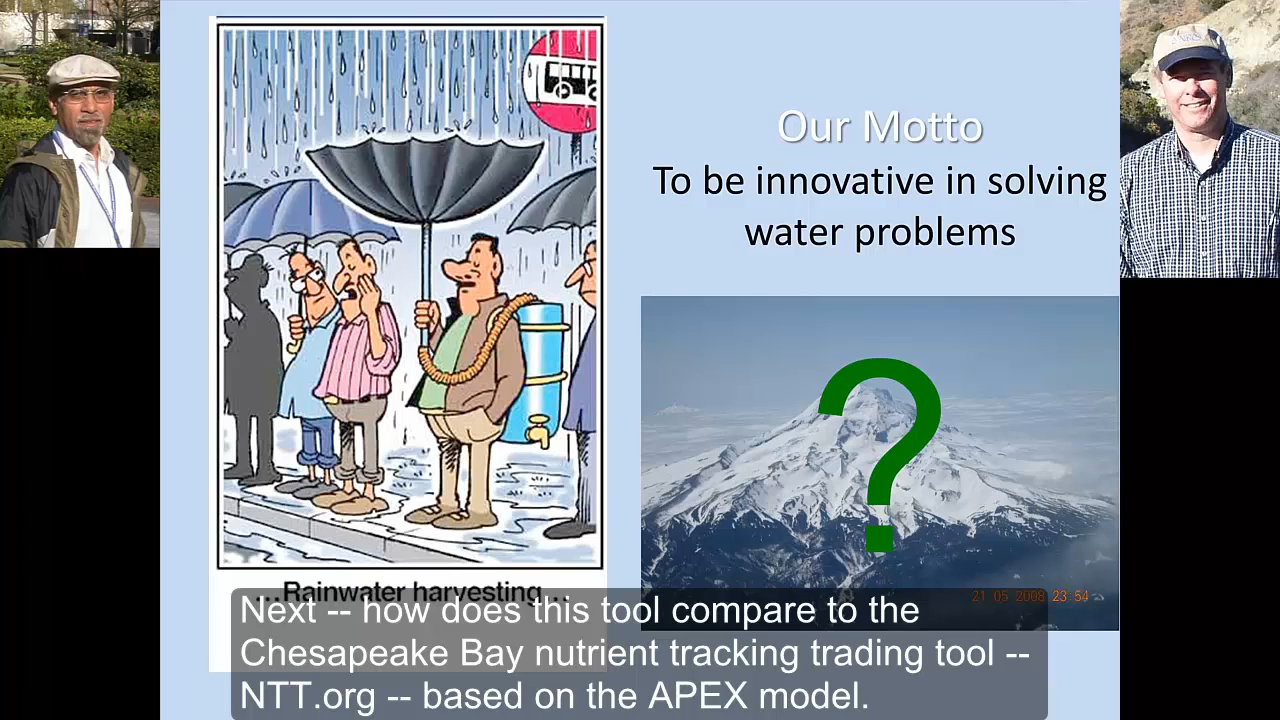 Our Motto
To be innovative in solving
water problems
...Rainwater harvesting...
21 05 2008 23:54
Next -- how does this tool compare to the
Chesapeake Bay nutrient tracking trading tool --
NTT.org -- based on the APEX model.